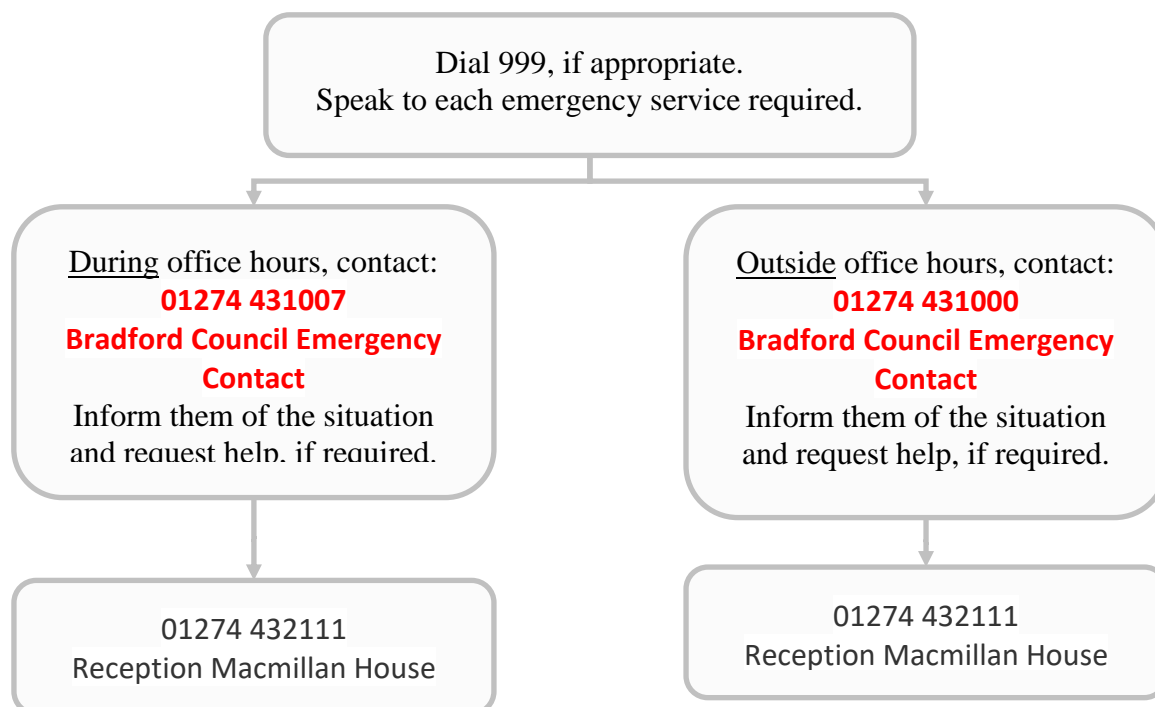 Dial 999, if appropriate.
Speak to each emergency service required.
During office hours, contact:
01274 431007
Bradford Council Emergency
Contact
Inform them of the situation
and request help, if required.
Outside office hours, contact:
01274 431000
Bradford Council Emergency
Contact
Inform them of the situation
and request help, if required.
01274 432111
Reception Macmillan House
01274 432111
Reception Macmillan House